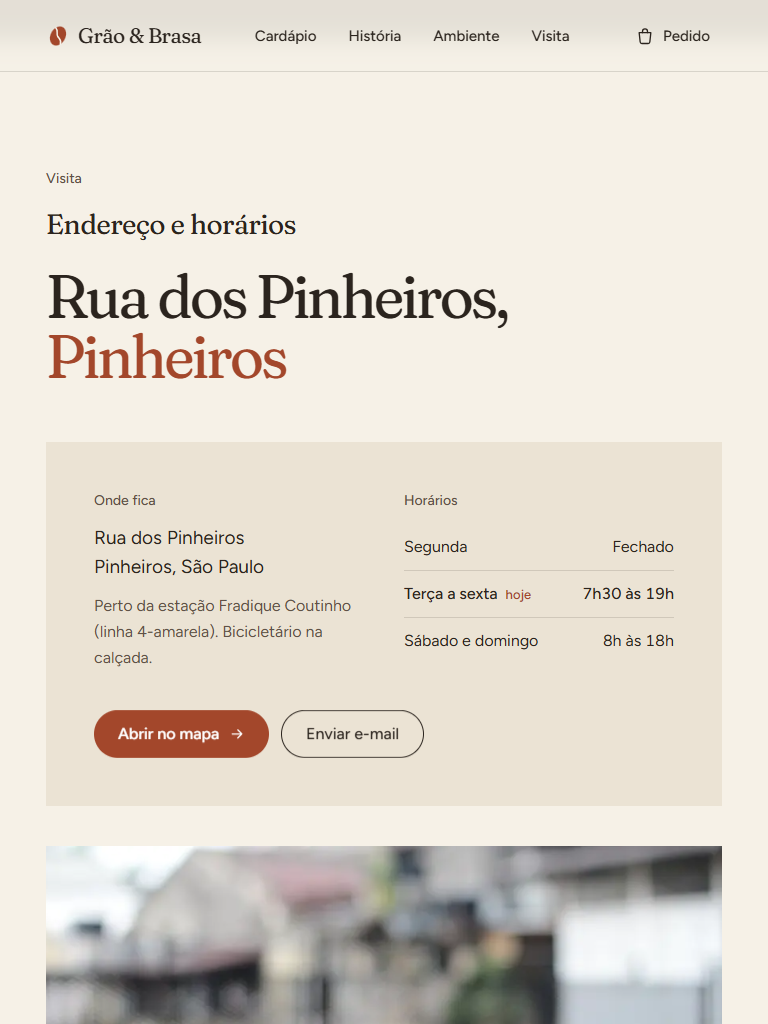 Grão & Brasa
Cardápio
História
Ambiente
Visita
Pedido
Visita
Endereço e horários
Rua dos Pinheiros,
Pinheiros
Onde fica
Rua dos Pinheiros
Pinheiros, São Paulo
Perto da estação Fradique Coutinho
(linha 4-amarela). Bicicletário na
calçada.
Horários
Segunda Fechado
Terça a sexta hoje 7h30 às 19h
Sábado e domingo 8h às 18h
Abrir no mapa →
Enviar e-mail